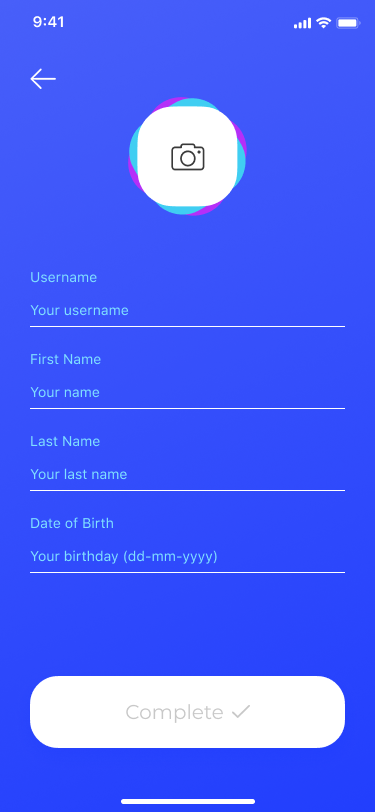 9:41
Username
Your username
First Name
Your name
Last Name
Your last name
Date of Birth
Your birthday (dd-mm-yyyy)
Complete